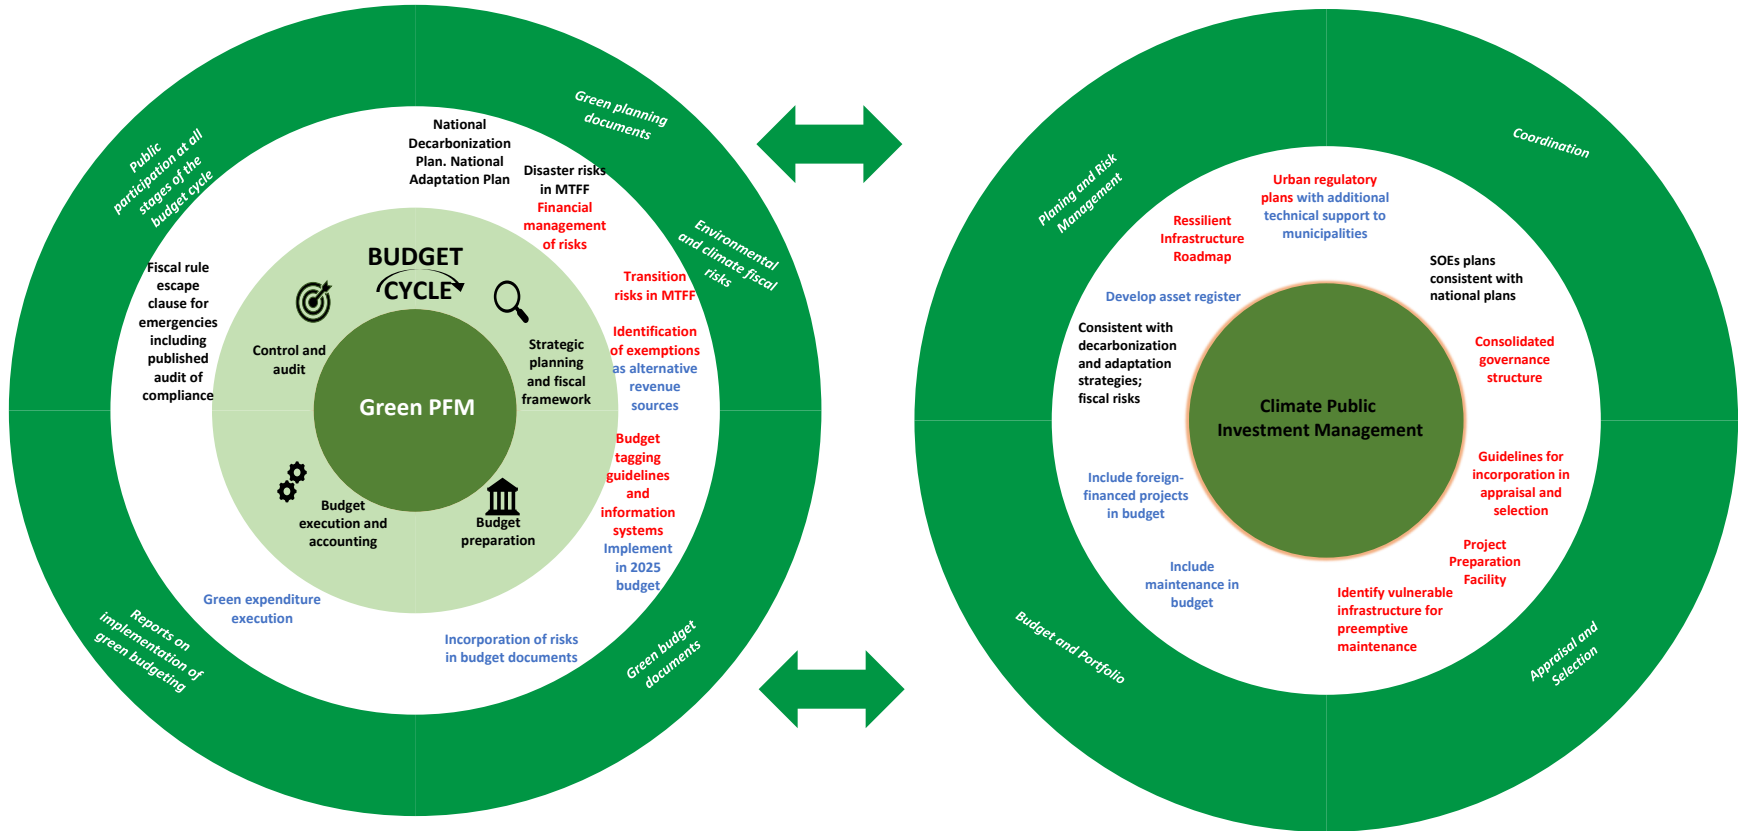 Public
participation at all
stages of the
budget cycle
Green planning
documents
Environmental
and climate fiscal
risks
Green budget
documents
Reports on
implementation of
green budgeting
National
Decarbonization
Plan. National
Adaptation Plan
Disaster risks
in MTFF
Financial
management
of risks
Transition
risks in MTFF
Identification
of exemptions
as alternative
revenue
sources
Budget
tagging
guidelines
and
information
systems
Implement
in 2025
budget
Incorporation of risks
in budget documents
Green expenditure
execution
Fiscal rule
escape
clause for
emergencies
including
published
audit of
compliance
BUDGET
CYCLE
Control and
audit
Strategic
planning
and fiscal
framework
Budget
execution and
accounting
Budget
preparation
Green PFM
Planing and Risk
Management
Coordination
Appraisal and
Selection
Budget and Portfolio
Urban regulatory
plans with additional
technical support to
municipalities
Ressilient
Infrastructure
Roadmap
Develop asset register
Consistent with
decarbonization
and adaptation
strategies;
fiscal risks
SOEs plans
consistent with
national plans
Consolidated
governance
structure
Guidelines for
incorporation in
appraisal and
selection
Project
Preparation
Facility
Identify vulnerable
infrastructure for
preemptive
maintenance
Include foreign-
financed projects
in budget
Include
maintenance in
budget
Climate Public
Investment Management